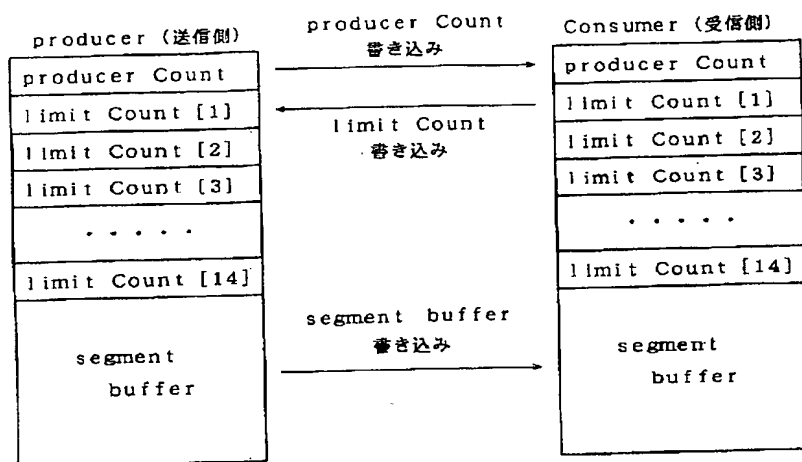 producer (送信側)
producer Count
limit Count [1]
limit Count [2]
limit Count [3]
・・・・・
limit Count [14]
segment
buffer
producer Count
書き込み
limit Count
書き込み
segment buffer
書き込み
Consumer (受信側)
producer Count
limit Count [1]
limit Count [2]
limit Count [3]
・・・・・
limit Count [14]
segment
buffer